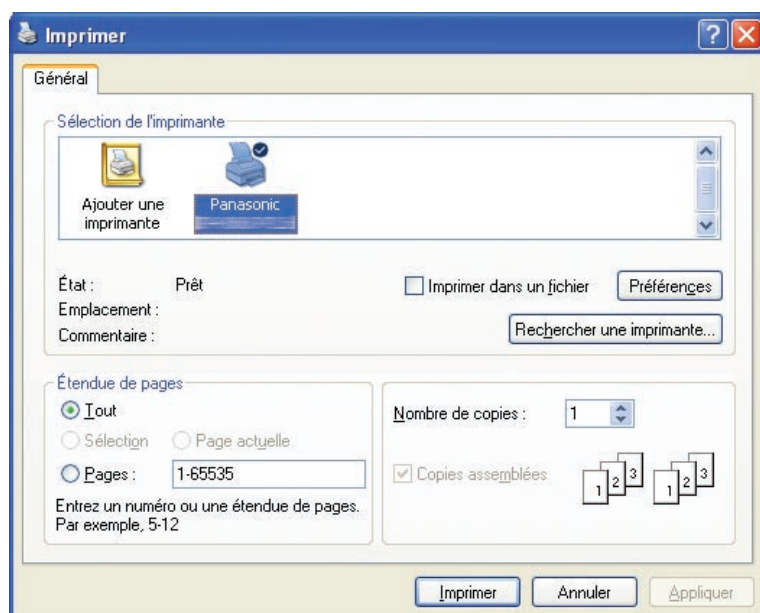 Imprimer
Général
Sélection de l'imprimante
Ajouter une
imprimante
Panasonic
État : Prêt
Emplacement :
Commentaire :
Imprimer dans un fichier
Préférences
Rechercher une imprimante...
Étendue de pages
Tout
Sélection Page actuelle
Pages : 1-65535
Entrez un numéro ou une étendue de pages.
Par exemple, 5-12
Nombre de copies : 1
Copies assemblées
1 2 3 1 2 3
Imprimer Annuler Appliquer